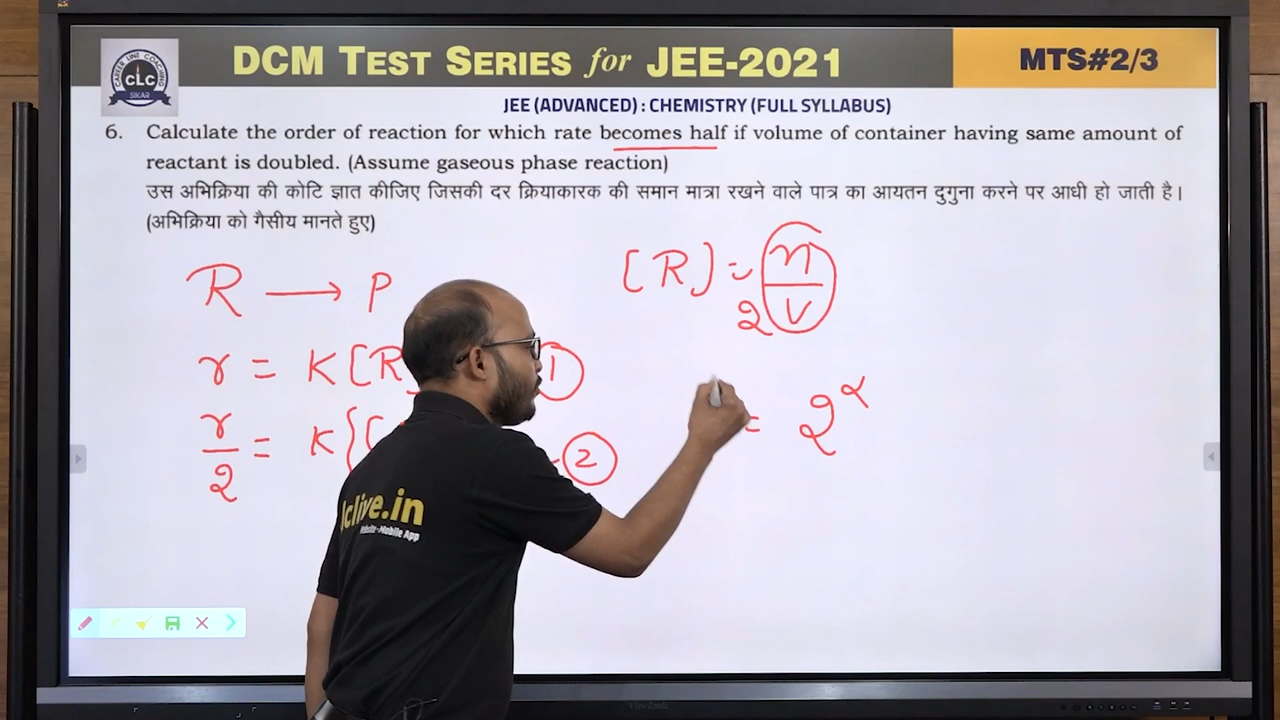 DCM TEST SERIES for JEE-2021
MTS#2/3
CAREER LINE COACHING
CLC
SIKAR
JEE (ADVANCED) : CHEMISTRY (FULL SYLLABUS)
6. Calculate the order of reaction for which rate becomes half if volume of container having same amount of
reactant is doubled. (Assume gaseous phase reaction)
उस अभिक्रिया की कोटि ज्ञात कीजिए जिसकी दर क्रियाकारक की समान मात्रा रखने वाले पात्र का आयतन दुगुना करने पर आधी हो जाती है।
(अभिक्रिया को गैसीय मानते हुए)
R → P
[R] = n/2V
r = K[R 1
r/2 = K{[ - 2
= 2^α
clive.in
Website - Mobile App
ViewSonic